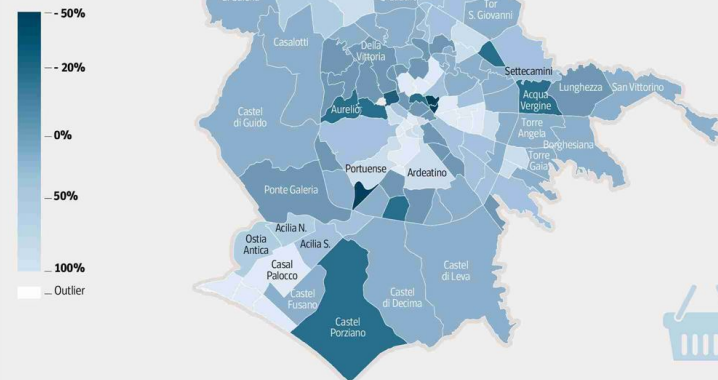 - 50%
- 20%
0%
50%
100%
Outlier
Tor
S. Giovanni
Casalotti
Della
Vittoria
Settecamini
Lunghezza
San Vittorino
Acqua
Vergine
Castel
di Guido
Aurelio
Torre
Angela
Borghesiana
Torre
Gaia
Portuense
Ardeatino
Ponte Galeria
Acilia N.
Ostia
Antica
Acilia S.
Casal
Palocco
Castel
di Leva
Castel
Fusano
Castel
di Decima
Castel
Porziano